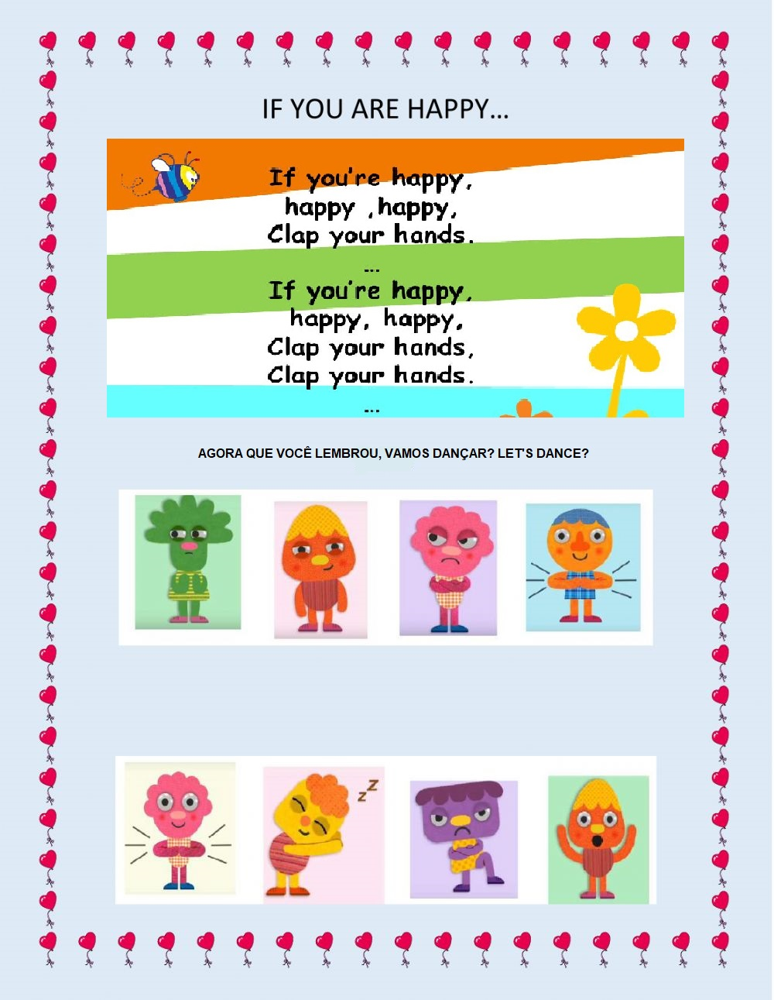 IF YOU ARE HAPPY...
If you're happy,
happy ,happy,
Clap your hands.
...
If you're happy,
happy, happy,
Clap your hands,
Clap your hands.
...
AGORA QUE VOCÊ LEMBROU, VAMOS DANÇAR? LET'S DANCE?
z Z